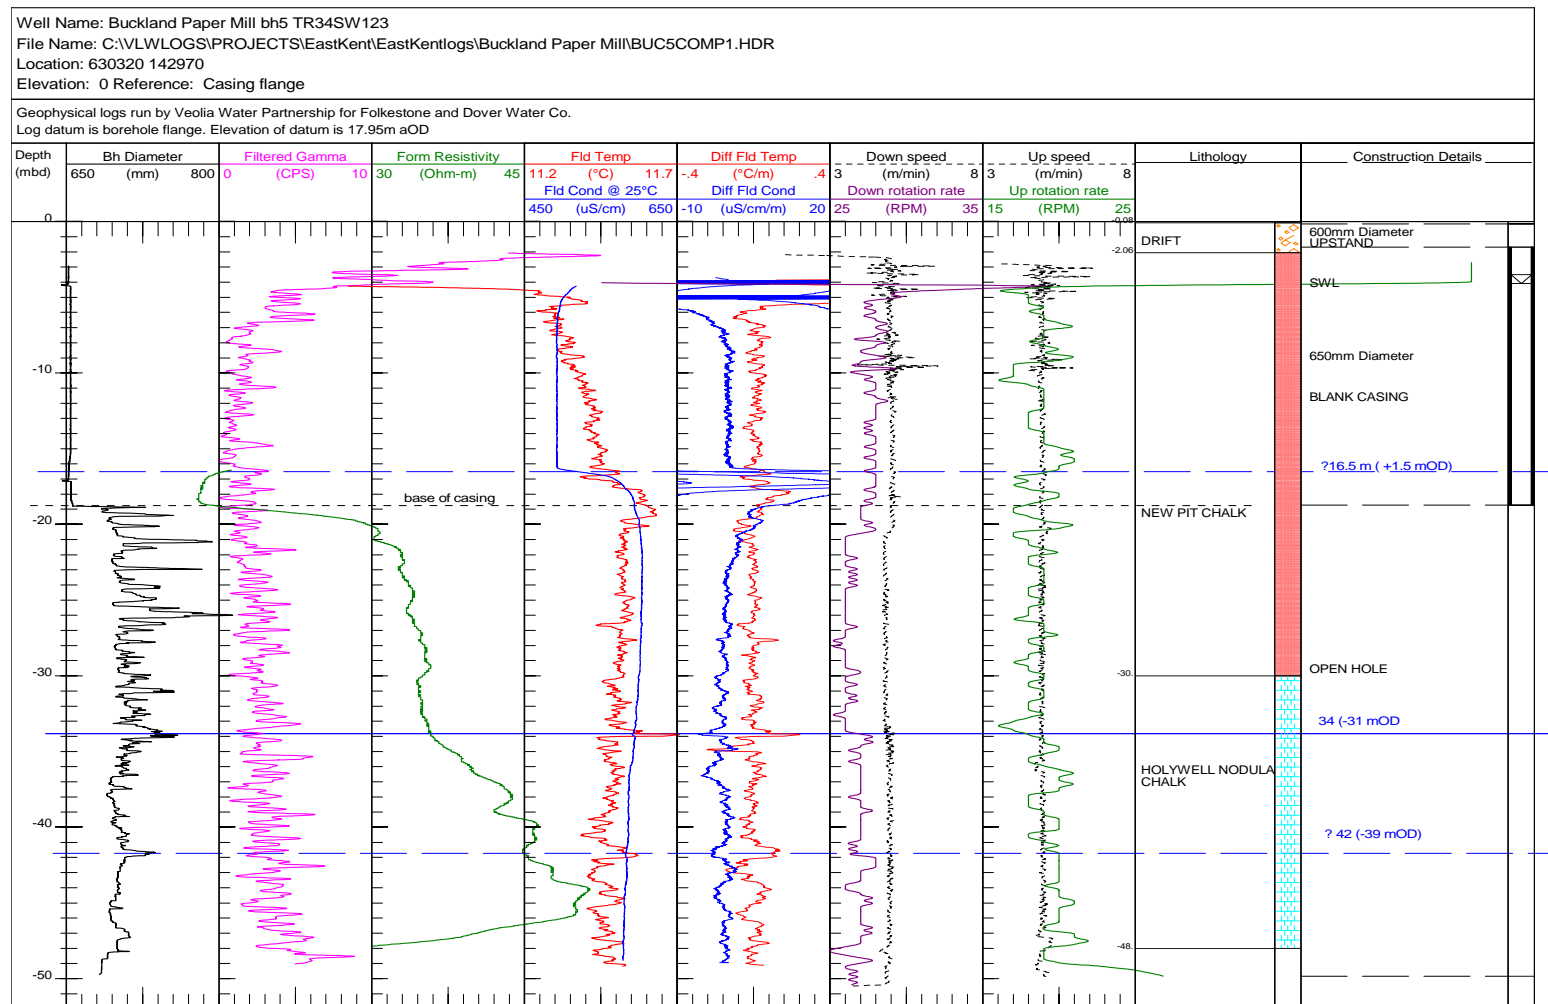 Well Name: Buckland Paper Mill bh5 TR34SW123
File Name: C:\VLWLOGS\PROJECTS\EastKent\EastKentlogs\Buckland Paper Mill\BUC5COMP1.HDR
Location: 630320 142970
Elevation: 0 Reference: Casing flange
Geophysical logs run by Veolia Water Partnership for Folkestone and Dover Water Co.
Log datum is borehole flange. Elevation of datum is 17.95m aOD
Depth Bh Diameter Filtered Gamma Form Resistivity Fld Temp Diff Fld Temp Down speed Up speed Lithology Construction Details
(mbd) 650 (mm) 800 0 (CPS) 10 30 (Ohm-m) 45 11.2 (°C) 11.7 -.4 (°C/m) .4 3 (m/min) 8 3 (m/min) 8
Fld Cond @ 25°C Diff Fld Cond Down rotation rate Up rotation rate
450 (uS/cm) 650 -10 (uS/cm/m) 20 25 (RPM) 35 15 (RPM) 25
0 -0.08
600mm Diameter
DRIFT UPSTAND
-2.06
SWL
650mm Diameter
-10
BLANK CASING
?16.5 m ( +1.5 mOD)
base of casing
NEW PIT CHALK
-20
OPEN HOLE
-30 -30.
34 (-31 mOD
HOLYWELL NODULA
CHALK
-40
? 42 (-39 mOD)
-48.
-50